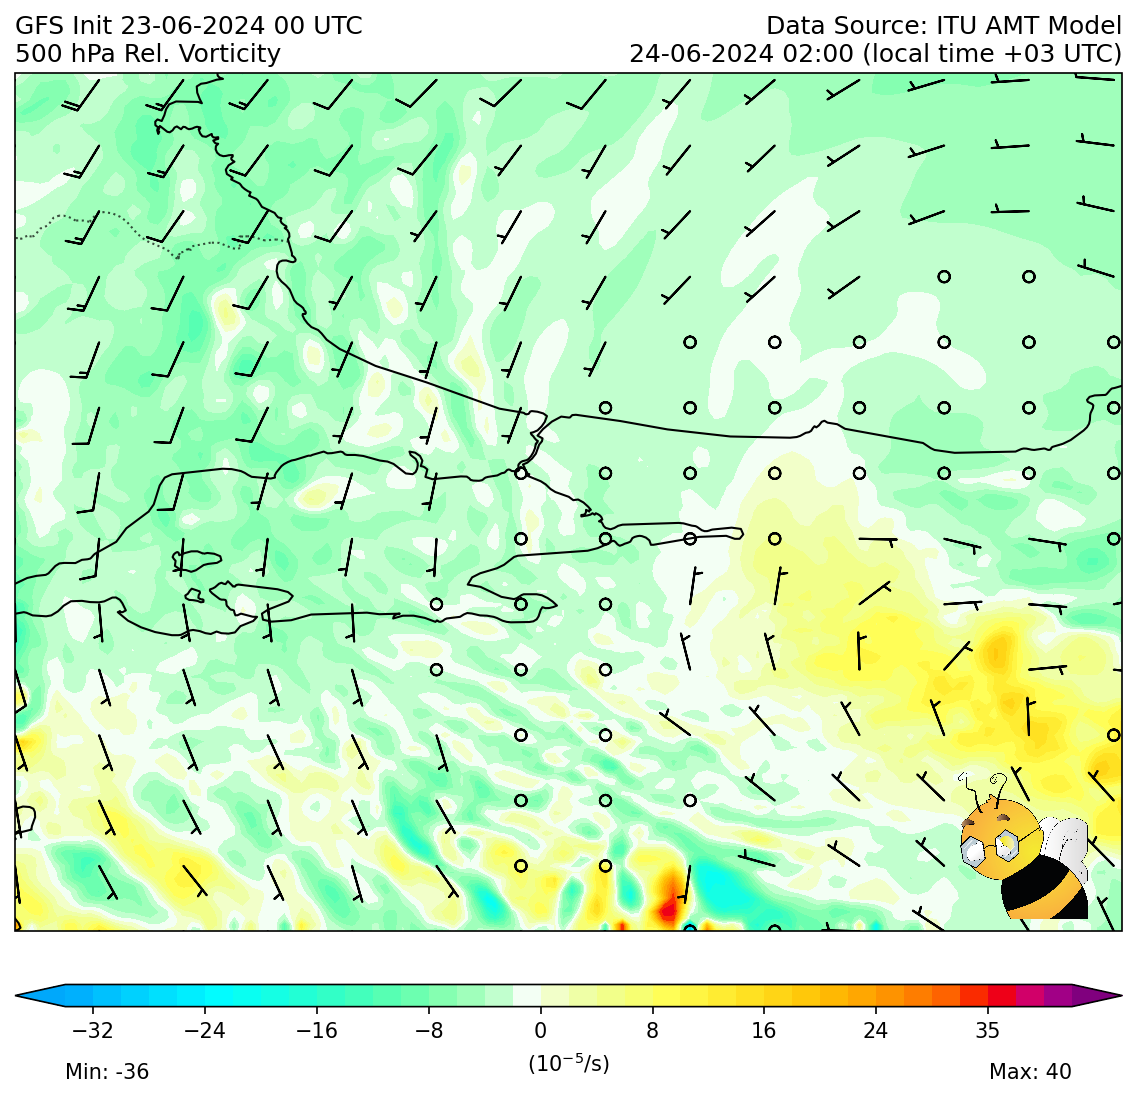 GFS Init 23-06-2024 00 UTC
Data Source: ITU AMT Model
500 hPa Rel. Vorticity
24-06-2024 02:00 (local time +03 UTC)
−32 −24 −16 −8 0 8 16 24 35
(10⁻⁵/s)
Min: -36
Max: 40